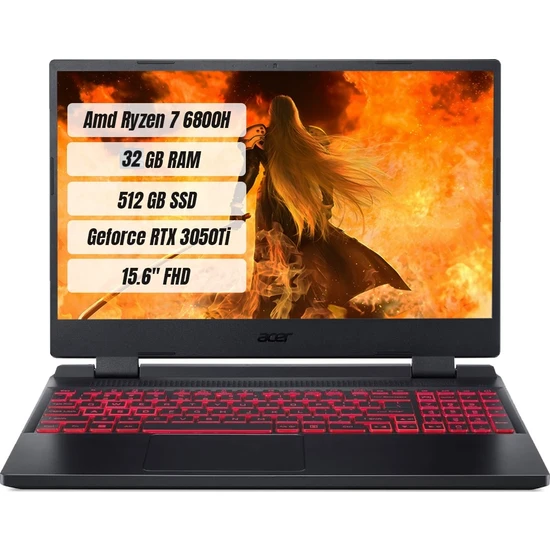 Amd Ryzen 7 6800H
32 GB RAM
512 GB SSD
Geforce RTX 3050Ti
15.6" FHD
acer